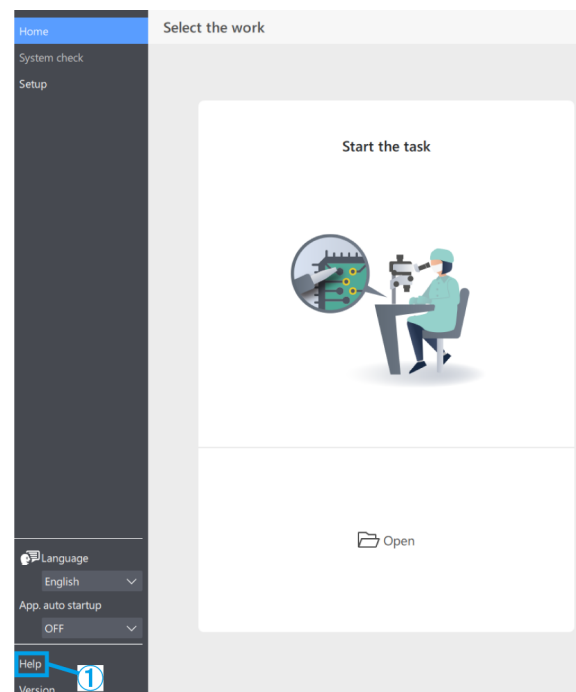 Home
Select the work
System check
Setup
Start the task
Open
Language
English
App. auto startup
OFF
Help
1
Version